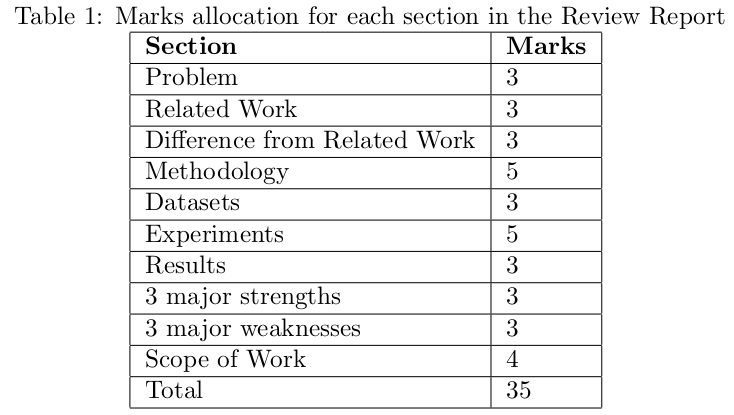 Table 1: Marks allocation for each section in the Review Report
Section Marks
Problem 3
Related Work 3
Difference from Related Work 3
Methodology 5
Datasets 3
Experiments 5
Results 3
3 major strengths 3
3 major weaknesses 3
Scope of Work 4
Total 35